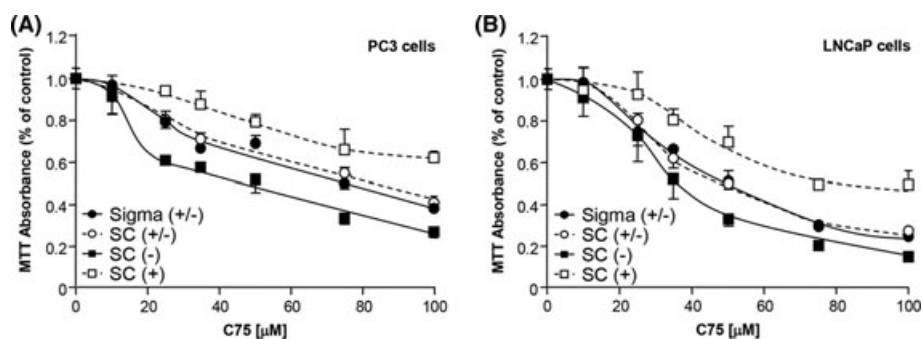 (A)
PC3 cells
MTT Absorbance (% of control)
1.2
1.0
0.8
0.6
0.4
0.2
0
Sigma (+/-)
SC (+/-)
SC (-)
SC (+)
0 20 40 60 80 100
C75 [µM]
(B)
LNCaP cells
MTT Absorbance (% of control)
1.2
1.0
0.8
0.6
0.4
0.2
0.0
Sigma (+/-)
SC (+/-)
SC (-)
SC (+)
0 20 40 60 80 100
C75 [µM]